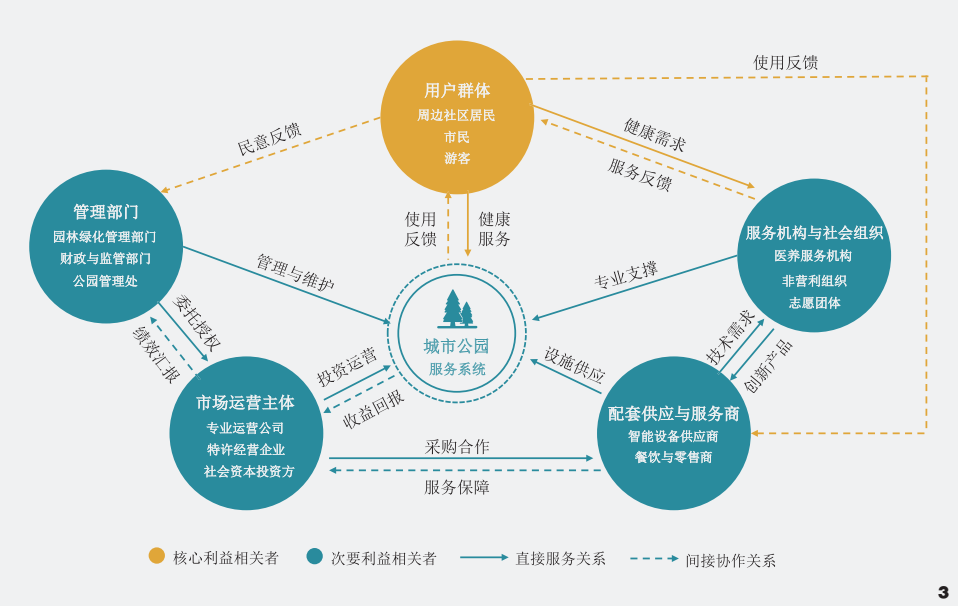 使用反馈
用户群体
周边社区居民
市民
游客
民意反馈
健康需求
服务反馈
管理部门
园林绿化管理部门
财政与监管部门
公园管理处
使用
反馈
健康
服务
服务机构与社会组织
医养服务机构
非营利组织
志愿团体
管理与维护
专业支撑
委托授权
绩效汇报
城市公园
服务系统
投资运营
收益回报
设施供应
技术需求
创新产品
市场运营主体
专业运营公司
特许经营企业
社会资本投资方
配套供应与服务商
智能设备供应商
餐饮与零售商
采购合作
服务保障
核心利益相关者
次要利益相关者
直接服务关系
间接协作关系
3